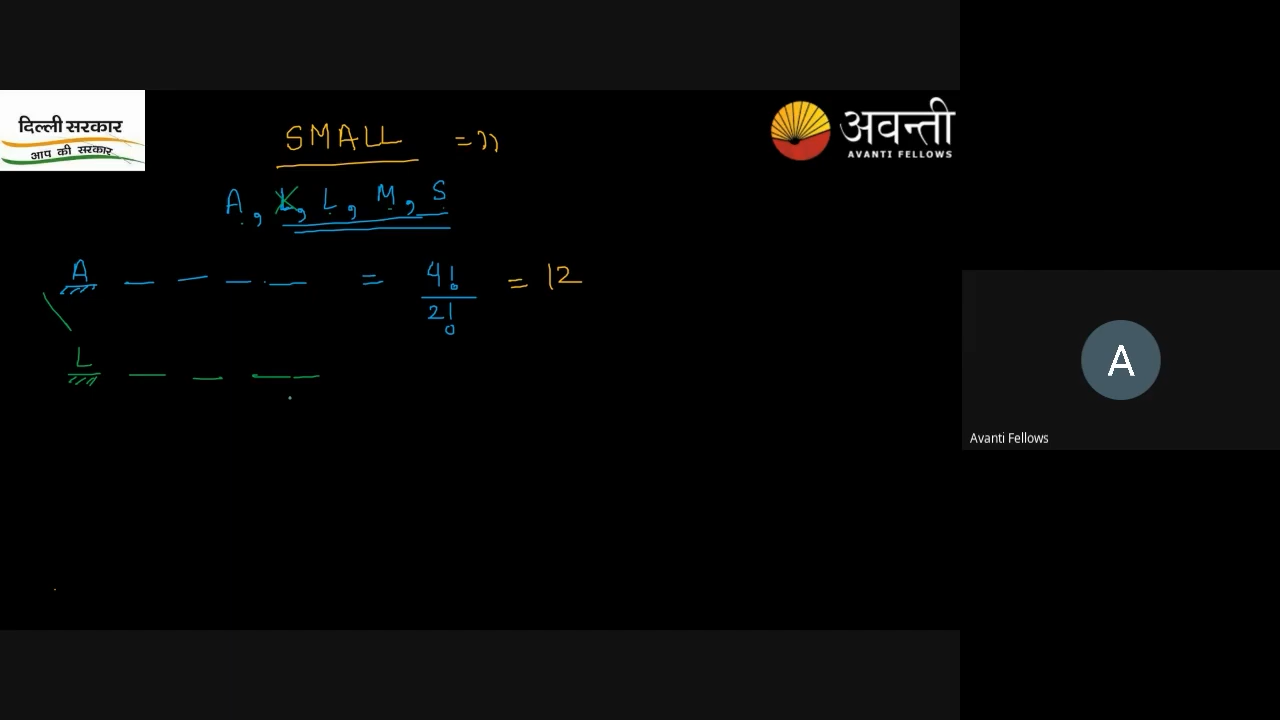 दिल्ली सरकार
आप की सरकार
SMALL =))
अवन्ती
AVANTI FELLOWS
A, L, L, M, S
A _ _ _ _ = 4!/2! = 12
L _ _ _ _
A
Avanti Fellows